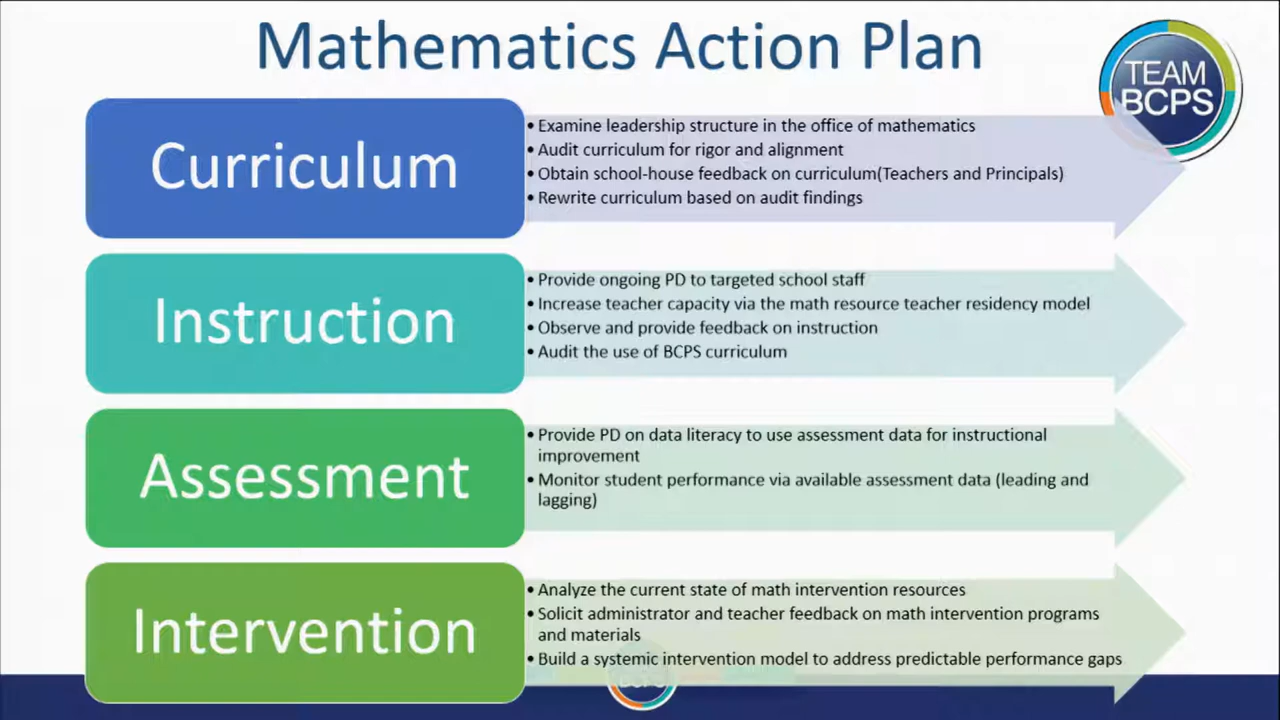 Mathematics Action Plan
TEAM
BCPS
Curriculum
• Examine leadership structure in the office of mathematics
• Audit curriculum for rigor and alignment
• Obtain school-house feedback on curriculum(Teachers and Principals)
• Rewrite curriculum based on audit findings
Instruction
• Provide ongoing PD to targeted school staff
• Increase teacher capacity via the math resource teacher residency model
• Observe and provide feedback on instruction
• Audit the use of BCPS curriculum
Assessment
• Provide PD on data literacy to use assessment data for instructional
improvement
• Monitor student performance via available assessment data (leading and
lagging)
Intervention
• Analyze the current state of math intervention resources
• Solicit administrator and teacher feedback on math intervention programs
and materials
• Build a systemic intervention model to address predictable performance gaps
BCPS